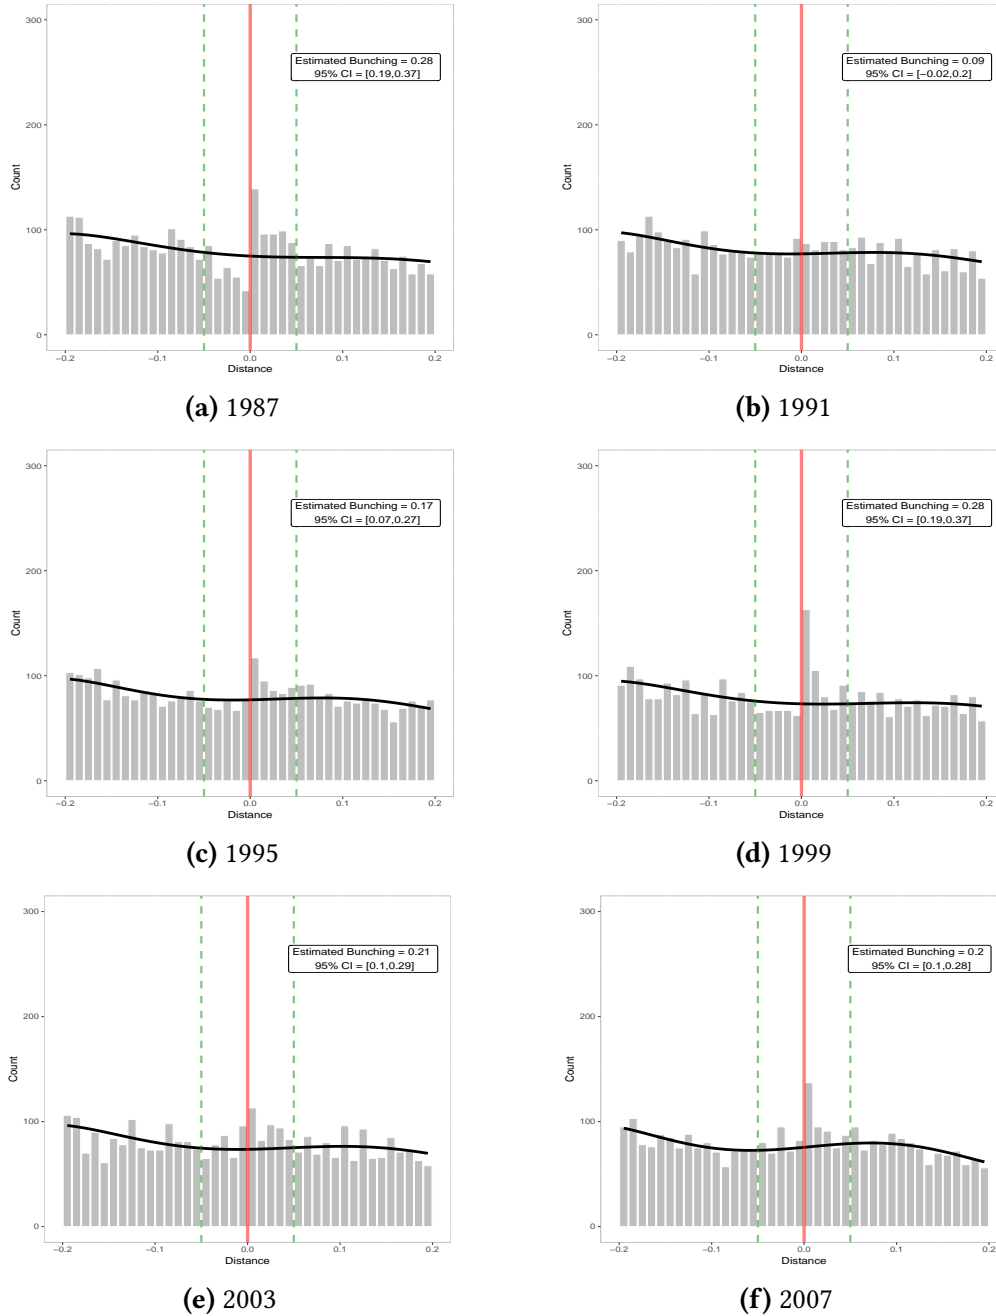 300
Estimated Bunching = 0.28
95% CI = [0.19,0.37]
200
Count
100
0
−0.2
−0.1
0.0
0.1
0.2
Distance
(a) 1987
300
Estimated Bunching = 0.09
95% CI = [−0.02,0.2]
200
Count
100
0
−0.2
−0.1
0.0
0.1
0.2
Distance
(b) 1991
300
Estimated Bunching = 0.17
95% CI = [0.07,0.27]
200
Count
100
0
−0.2
−0.1
0.0
0.1
0.2
Distance
(c) 1995
300
Estimated Bunching = 0.28
95% CI = [0.19,0.37]
200
Count
100
0
−0.2
−0.1
0.0
0.1
0.2
Distance
(d) 1999
300
Estimated Bunching = 0.21
95% CI = [0.1,0.29]
200
Count
100
0
−0.2
−0.1
0.0
0.1
0.2
Distance
(e) 2003
300
Estimated Bunching = 0.2
95% CI = [0.1,0.28]
200
Count
100
0
−0.2
−0.1
0.0
0.1
0.2
Distance
(f) 2007